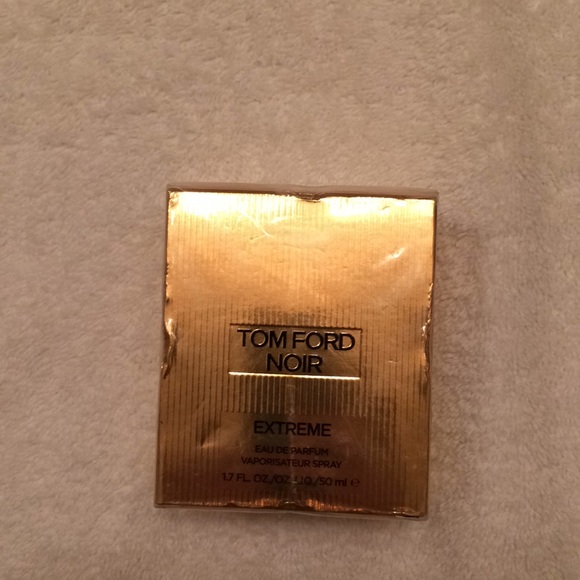 TOM FORD
NOIR
EXTREME
EAU DE PARFUM
VAPORISATEUR SPRAY
1.7 FL. OZ./OZ. LIQ./50 ml ℮